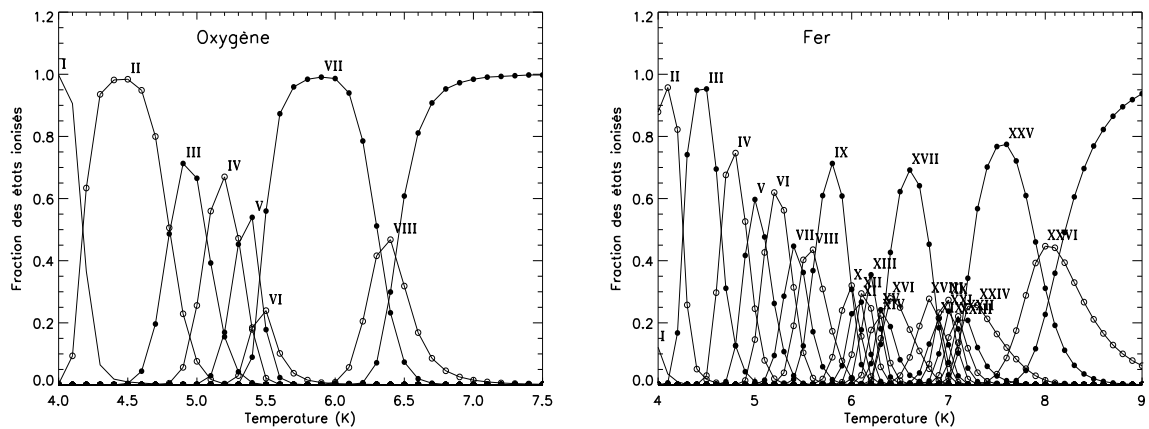 Oxygène
Fraction des états ionisés
1.2
1.0
0.8
0.6
0.4
0.2
0.0
I
II
III
IV
V
VI
VII
VIII
4.0 4.5 5.0 5.5 6.0 6.5 7.0 7.5
Temperature (K)
Fer
Fraction des états ionisés
1.2
1.0
0.8
0.6
0.4
0.2
0.0
I
II
III
IV
V
VI
VII
VIII
IX
X
XIII
XVI
XVII
XXIV
XXV
XXVI
4 5 6 7 8 9
Temperature (K)